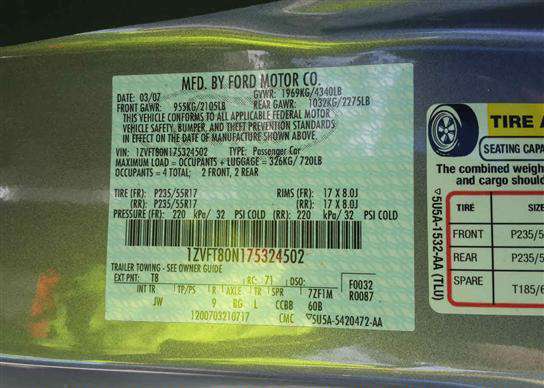 MFD. BY FORD MOTOR CO.
DATE: 03/07 GVWR: 1969KG/4340LB
FRONT GAWR: 955KG/2105LB REAR GAWR: 1032KG/2275LB
THIS VEHICLE CONFORMS TO ALL APPLICABLE FEDERAL MOTOR
VEHICLE SAFETY, BUMPER, AND THEFT PREVENTION STANDARDS
IN EFFECT ON THE DATE OF MANUFACTURE SHOWN ABOVE
VIN: 1ZVFT80N175324502 TYPE: Passenger Car
MAXIMUM LOAD = OCCUPANTS + LUGGAGE = 326KG/720LB
OCCUPANTS = 4 TOTAL; 2 FRONT, 2 REAR
TIRE (FR): P235/55R17 RIMS (FR): 17 X 8.0J
(RR): P235/55R17 (RR): 17 X 8.0J
PRESSURE (FR): 220 kPa/ 32 PSI COLD (RR): 220 kPa/ 32 PSI COLD
1ZVFT80N175324502
TRAILER TOWING - SEE OWNER GUIDE
EXT PNT: T8 RC: 71 DSO: F0032
INT TR TP/PS R AXLE TR SPR 7ZF1M R0087
JW 9 BG L CCBB 60B
1200703210717 CMC ▽5U5A-5420472-AA
▽5U5A-1532-AA (TLU)
TIRE
SEATING
The combined
and cargo
TIRE
FRONT P235/5
REAR P235/5
SPARE T185/6